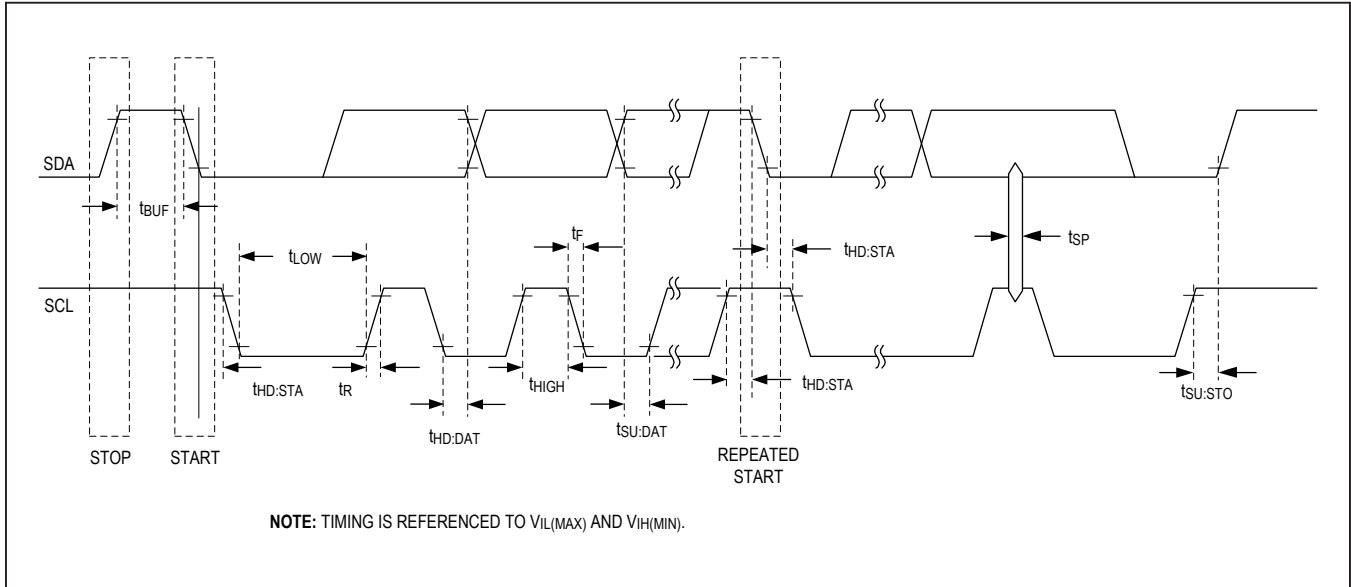 SDA
tBUF
tF
tSP
tHD:STA
tLOW
SCL
tHD:STA
tR
tHIGH
tHD:STA
tSU:STO
tHD:DAT
tSU:DAT
STOP
START
REPEATED
START
NOTE: TIMING IS REFERENCED TO VIL(MAX) AND VIH(MIN).